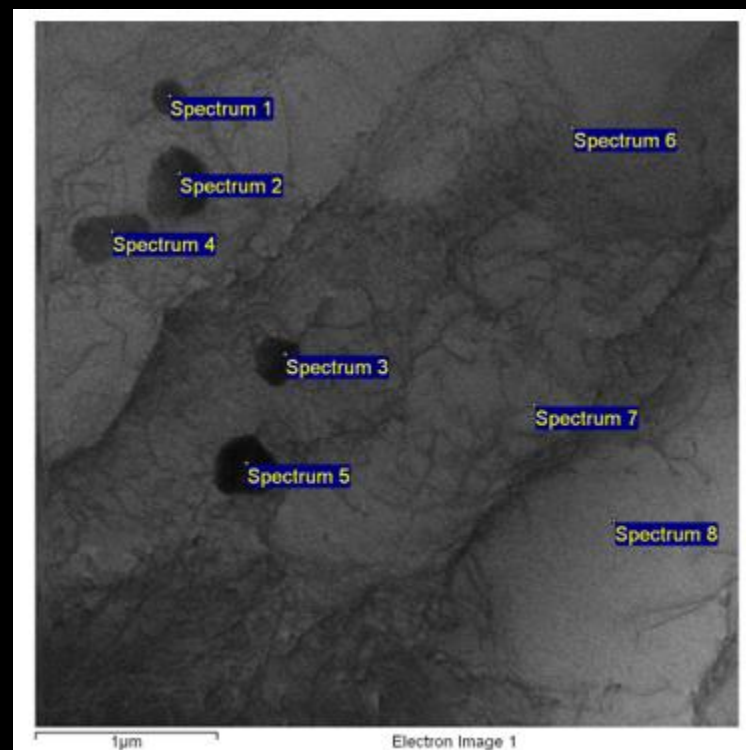 Spectrum 1
Spectrum 6
Spectrum 2
Spectrum 4
Spectrum 3
Spectrum 7
Spectrum 5
Spectrum 8
1µm
Electron Image 1